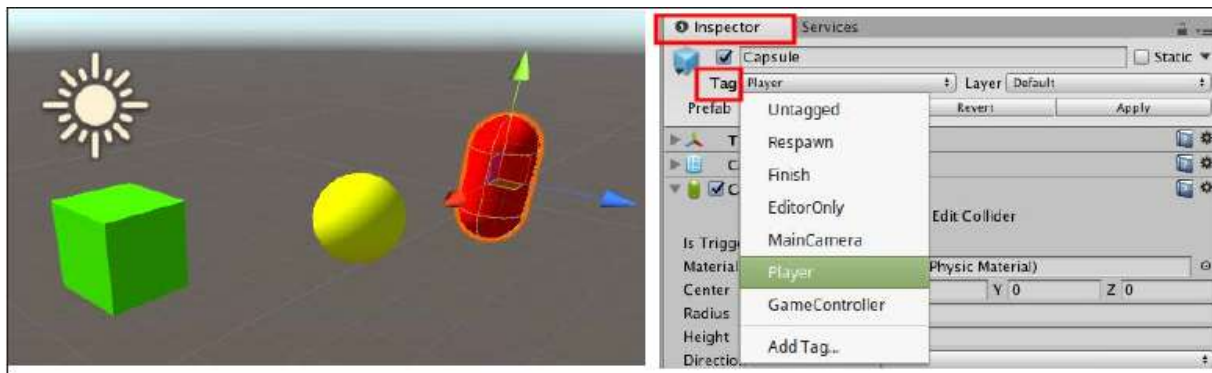 Inspector Services
Capsule Static
Tag Player Layer Default
Prefab Revert Apply
Untagged
Respawn
Finish
EditorOnly
MainCamera
Player
GameController
Add Tag...
T
C
C
Edit Collider
Is Trigg
Material Physic Material)
Center Y 0 Z 0
Radius
Height
Directio